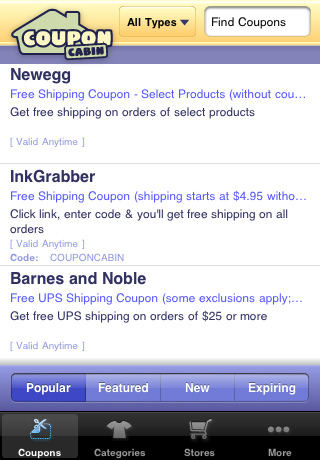 COUPON
CABIN
All Types
Find Coupons
Newegg
Free Shipping Coupon - Select Products (without cou...
Get free shipping on orders of select products
[ Valid Anytime ]
InkGrabber
Free Shipping Coupon (shipping starts at $4.95 witho...
Click link, enter code & you'll get free shipping on all
orders
[ Valid Anytime ]
Code: COUPONCABIN
Barnes and Noble
Free UPS Shipping Coupon (some exclusions apply;...
Get free UPS shipping on orders of $25 or more
[ Valid Anytime ]
Popular Featured New Expiring
Coupons Categories Stores More